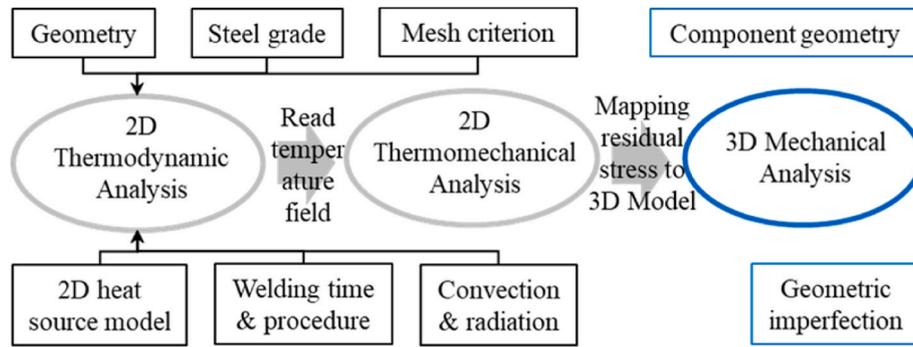 Geometry
Steel grade
Mesh criterion
Component geometry
2D
Thermodynamic
Analysis
Read
temper
ature
field
2D
Thermomechanical
Analysis
Mapping
residual
stress to
3D Model
3D Mechanical
Analysis
2D heat
source model
Welding time
& procedure
Convection
& radiation
Geometric
imperfection